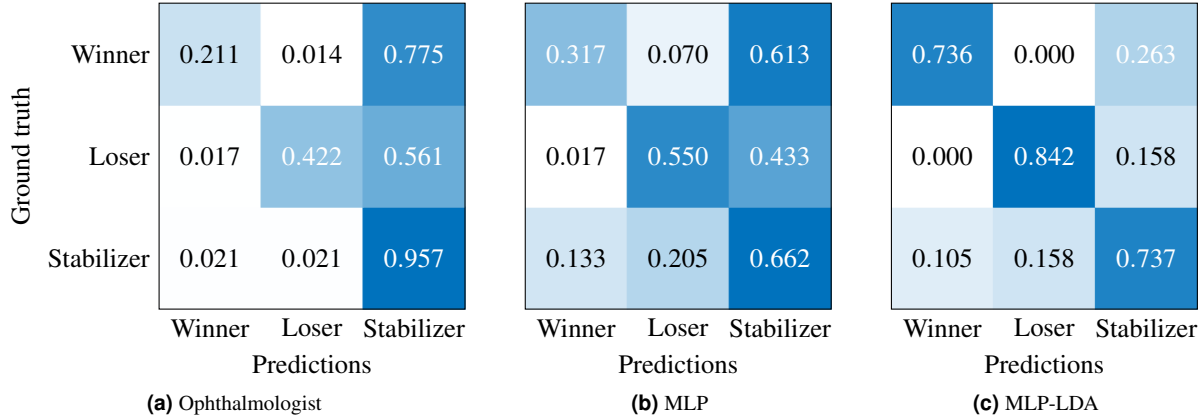 Ground truth
Winner
0.211 0.014 0.775
0.317 0.070 0.613
0.736 0.000 0.263
Loser
0.017 0.422 0.561
0.017 0.550 0.433
0.000 0.842 0.158
Stabilizer
0.021 0.021 0.957
0.133 0.205 0.662
0.105 0.158 0.737
Winner Loser Stabilizer
Winner Loser Stabilizer
Winner Loser Stabilizer
Predictions
Predictions
Predictions
(a) Ophthalmologist
(b) MLP
(c) MLP-LDA